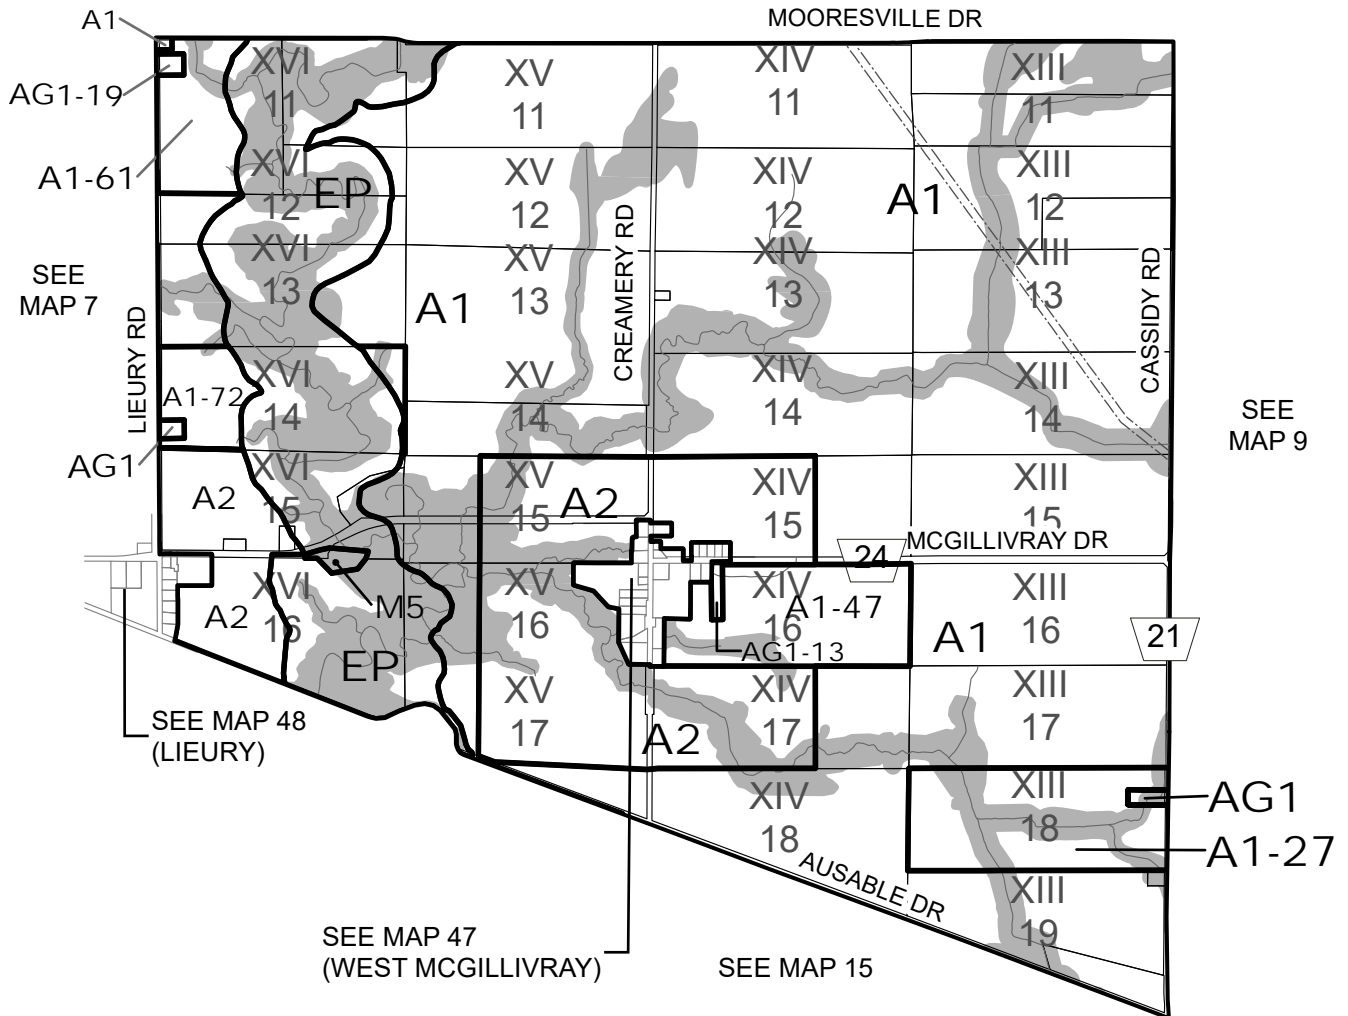 MOORESVILLE DR
A1
AG1-19
A1-61
XVI
11
XV
11
XIV
11
XIII
11
XVI
12
EP
XV
12
XIV
12
A1
XIII
12
SEE
MAP 7
XVI
13
XV
13
XIV
13
XIII
13
A1
LIEURY RD
CREAMERY RD
CASSIDY RD
A1-72
XVI
14
XV
14
XIV
14
XIII
14
SEE
MAP 9
AG1
A2
XVI
15
XV
15
A2
XIV
15
XIII
15
MCGILLIVRAY DR
24
A2
XVI
16
M5
XV
16
XIV
16
A1-47
AG1-13
A1
XIII
16
21
EP
XV
17
A2
XIV
17
XIII
17
SEE MAP 48
(LIEURY)
XIV
18
XIII
18
AG1
A1-27
AUSABLE DR
XIII
19
SEE MAP 47
(WEST MCGILLIVRAY)
SEE MAP 15